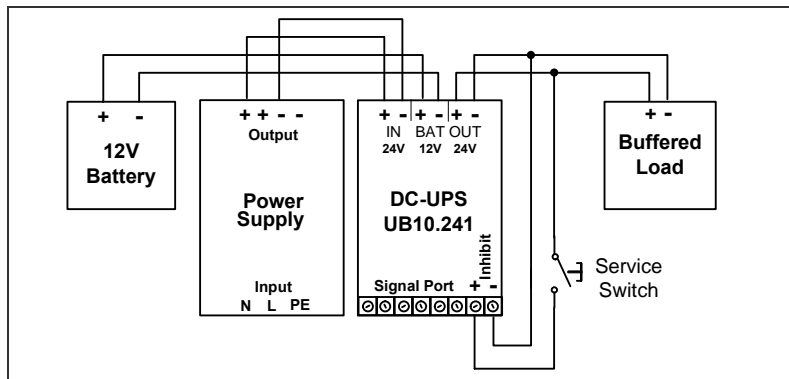 + -
12V
Battery
+ + - -
Output
Power
Supply
Input
N L PE
+ - + - + -
IN BAT OUT
24V 12V 24V
DC-UPS
UB10.241
Inhibit
Signal Port + -
+ -
Buffered
Load
Service
Switch